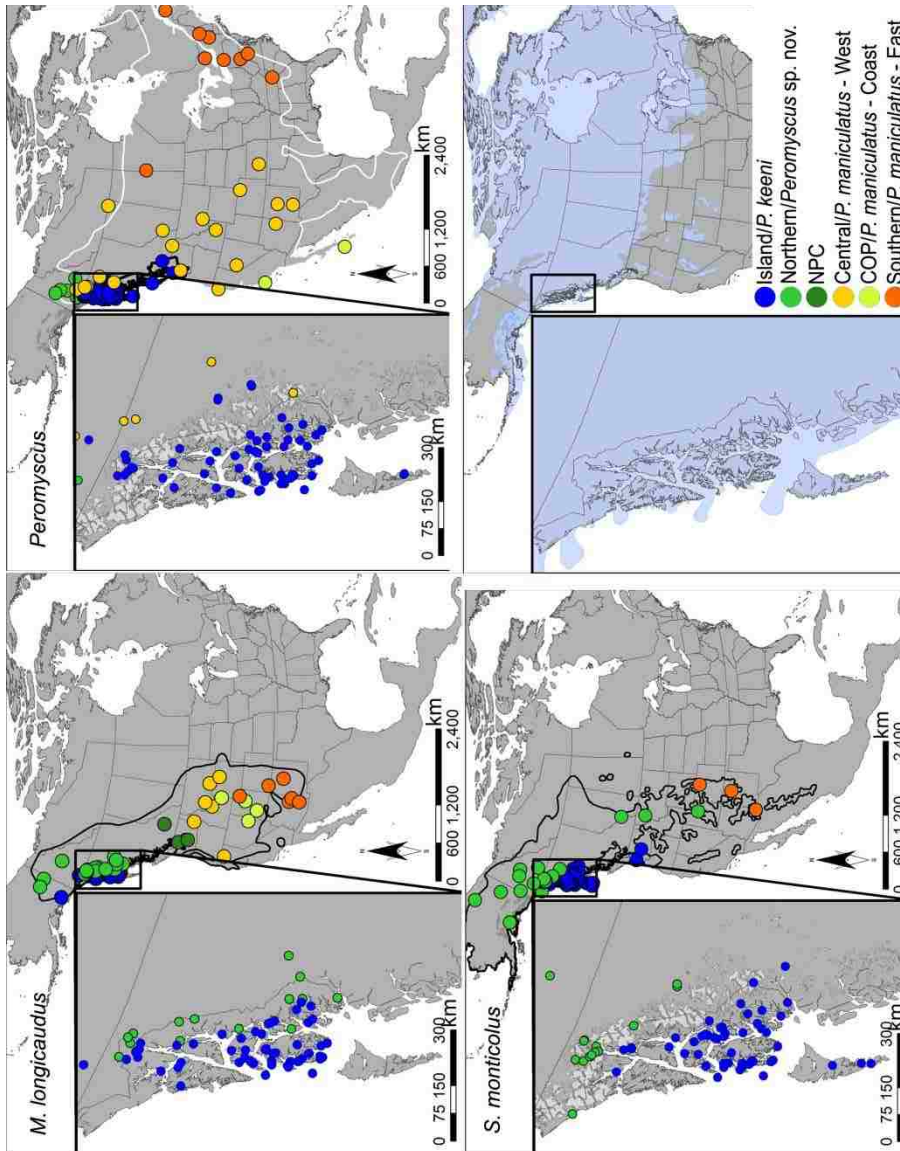 M. longicaudus
0 75 150 300
km
0 600 1,200 2,400
km
N
S
Peromyscus
0 75 150 300
km
0 600 1,200 2,400
km
N
S
S. monticolus
0 75 150 300
km
0 600 1,200 2,400
km
N
S
Island/P. keeni
Northern/Peromyscus sp. nov.
NPC
Central/P. maniculatus - West
COP/P. maniculatus - Coast
Southern/P. maniculatus - East